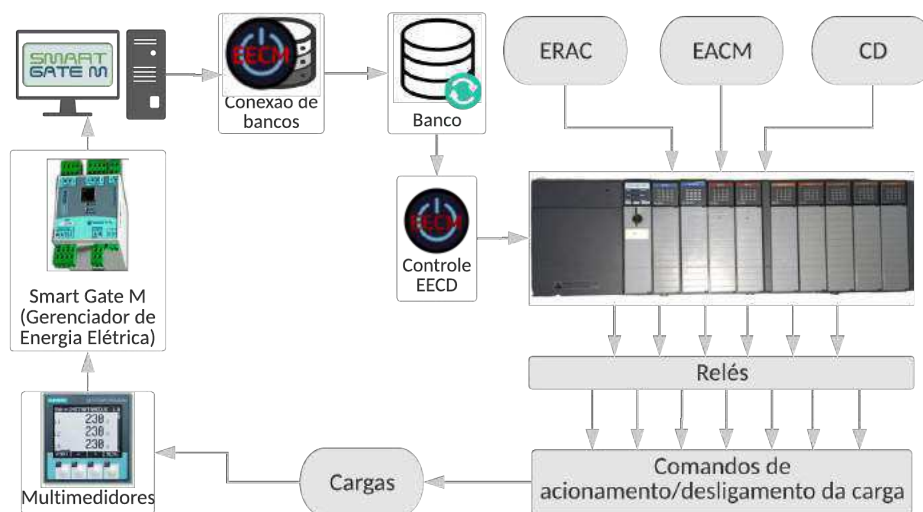 SMART
GATE M
EECM
Conexão de
bancos
Banco
ERAC
EACM
CD
EECM
Controle
EECD
Smart Gate M
(Gerenciador de
Energia Elétrica)
Relés
230
230
230
Multimedidores
Cargas
Comandos de
acionamento/desligamento da carga